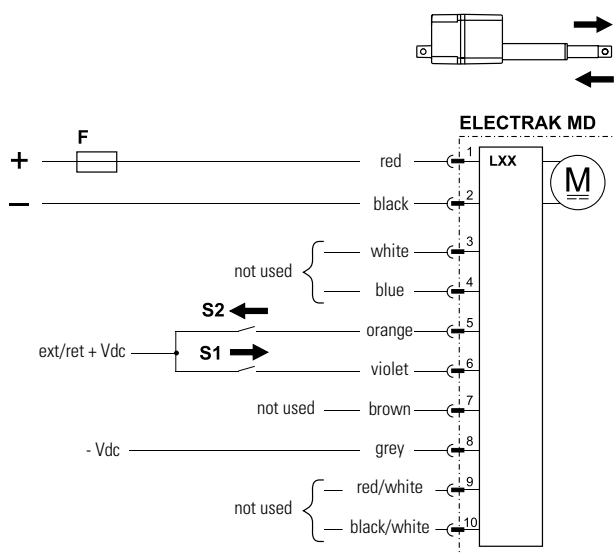 ELECTRAK MD
F
+ red 1 LXX M
− black 2
white 3
not used
blue 4
S2
orange 5
ext/ret + Vdc
S1
violet 6
not used brown 7
- Vdc grey 8
red/white 9
not used
black/white 10